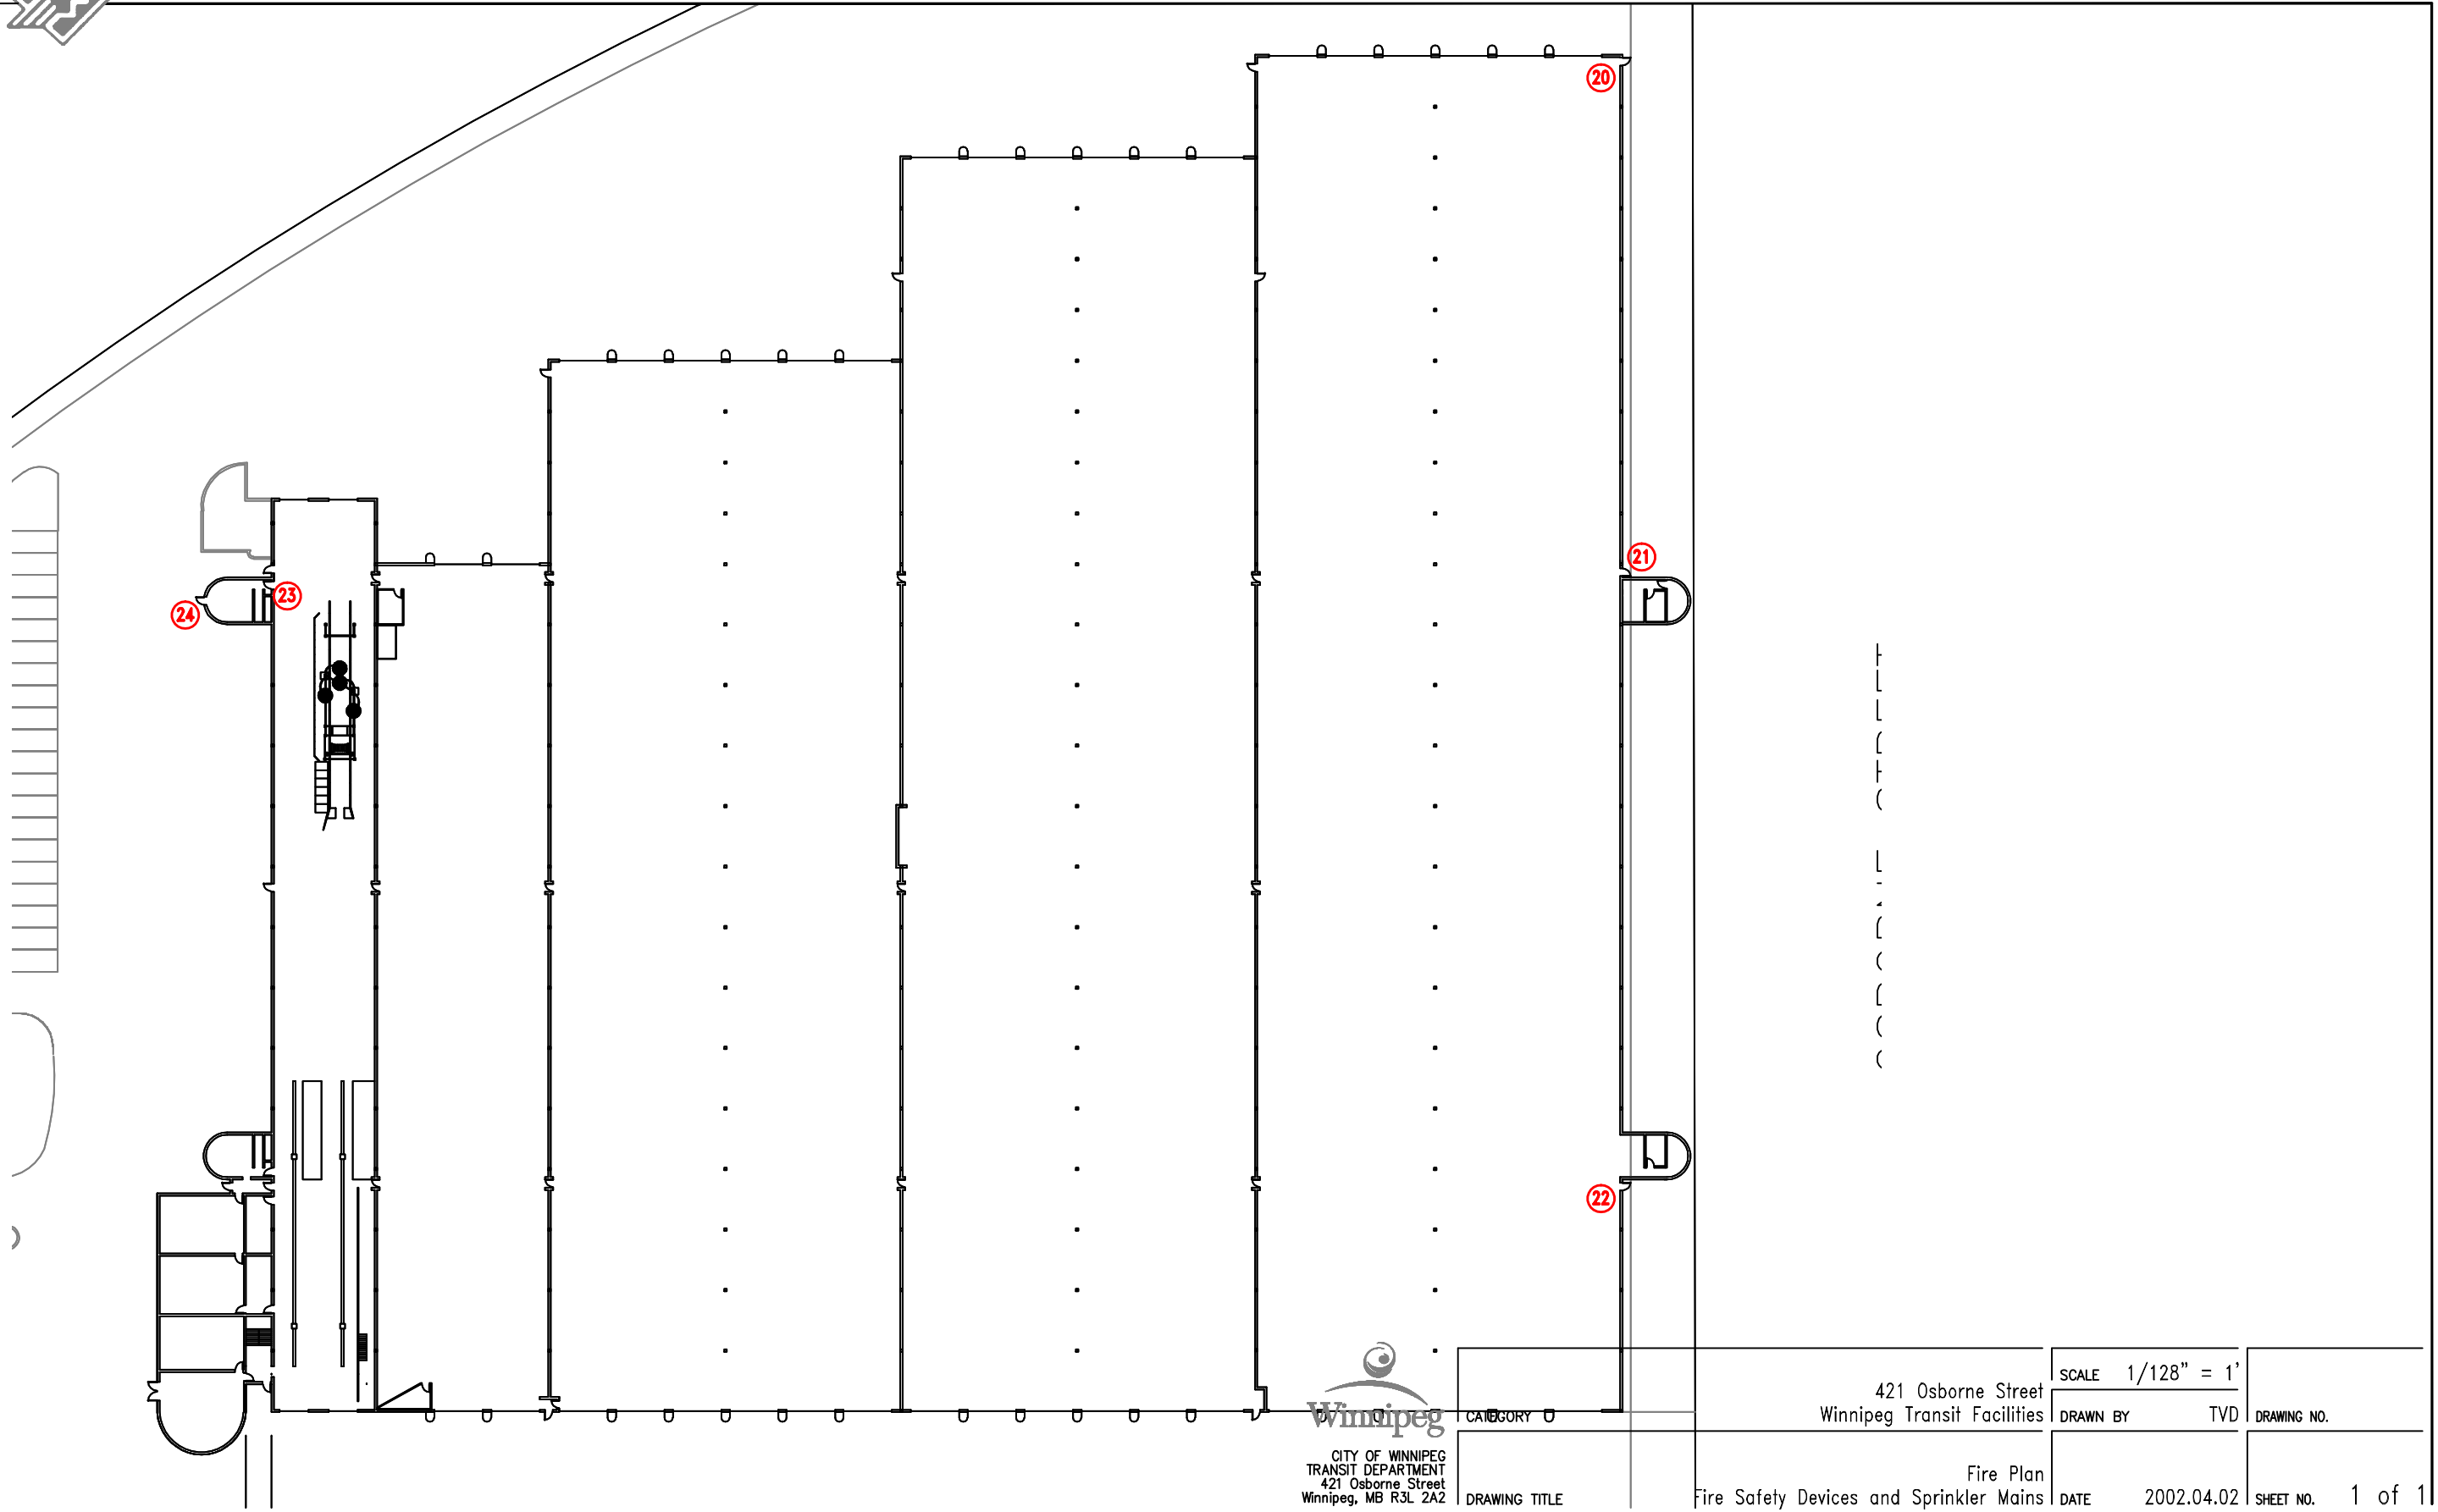 20
21
23
24
22
Winnipeg
CITY OF WINNIPEG
TRANSIT DEPARTMENT
421 Osborne Street
Winnipeg, MB R3L 2A2
CATEGORY
421 Osborne Street
Winnipeg Transit Facilities
DRAWING TITLE
Fire Plan
Fire Safety Devices and Sprinkler Mains
SCALE 1/128" = 1'
DRAWN BY TVD
DATE 2002.04.02
DRAWING NO.
SHEET NO. 1 of 1